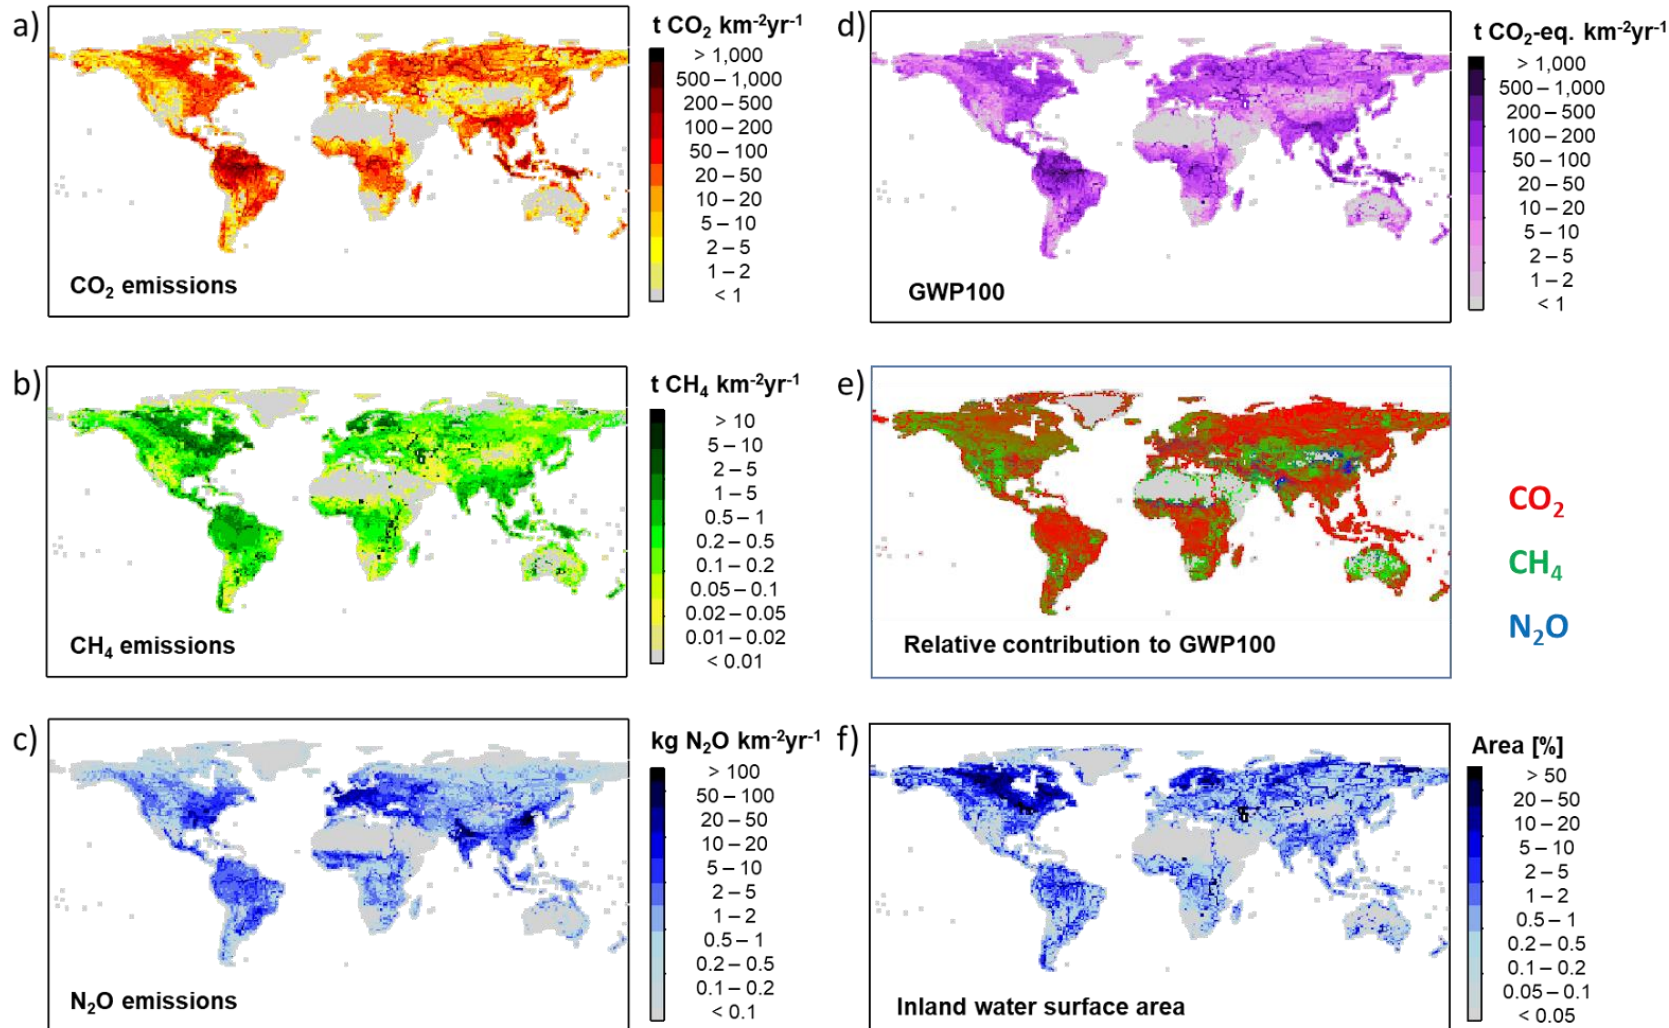 a)
CO₂ emissions
t CO₂ km⁻²yr⁻¹
> 1,000
500 – 1,000
200 – 500
100 – 200
50 – 100
20 – 50
10 – 20
5 – 10
2 – 5
1 – 2
< 1
d)
GWP100
t CO₂-eq. km⁻²yr⁻¹
> 1,000
500 – 1,000
200 – 500
100 – 200
50 – 100
20 – 50
10 – 20
5 – 10
2 – 5
1 – 2
< 1
b)
CH₄ emissions
t CH₄ km⁻²yr⁻¹
> 10
5 – 10
2 – 5
1 – 5
0.5 – 1
0.2 – 0.5
0.1 – 0.2
0.05 – 0.1
0.02 – 0.05
0.01 – 0.02
< 0.01
e)
Relative contribution to GWP100
CO₂
CH₄
N₂O
c)
N₂O emissions
kg N₂O km⁻²yr⁻¹
> 100
50 – 100
20 – 50
10 – 20
5 – 10
2 – 5
1 – 2
0.5 – 1
0.2 – 0.5
0.1 – 0.2
< 0.1
f)
Inland water surface area
Area [%]
> 50
20 – 50
10 – 20
5 – 10
2 – 5
1 – 2
0.5 – 1
0.2 – 0.5
0.1 – 0.2
0.05 – 0.1
< 0.05